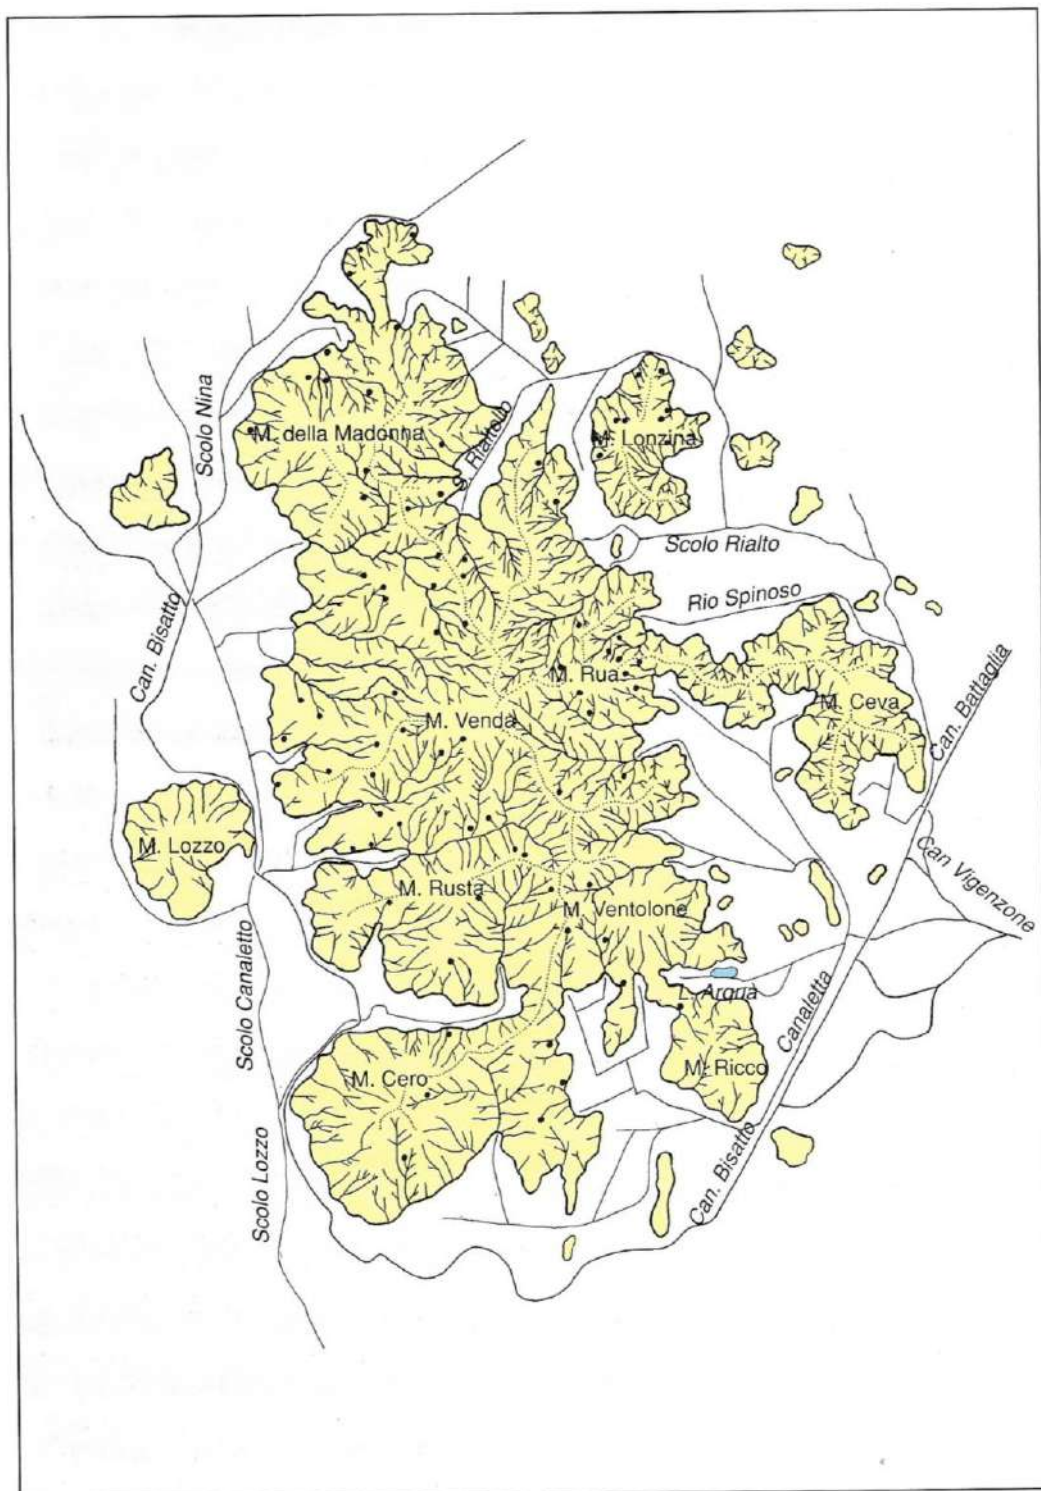 Scolo Nina
M. della Madonna
S. Rialtello
M. Lonzina
Scolo Rialto
Rio Spinoso
Can. Bisatto
M. Rua
M. Venda
M. Ceva
Can. Battaglia
M. Lozzo
M. Rusta
Can Vigenzone
M. Ventolone
Scolo Canaletto
L. Arquà
Canaletta
M. Ricco
M. Cero
Scolo Lozzo
Can. Bisatto